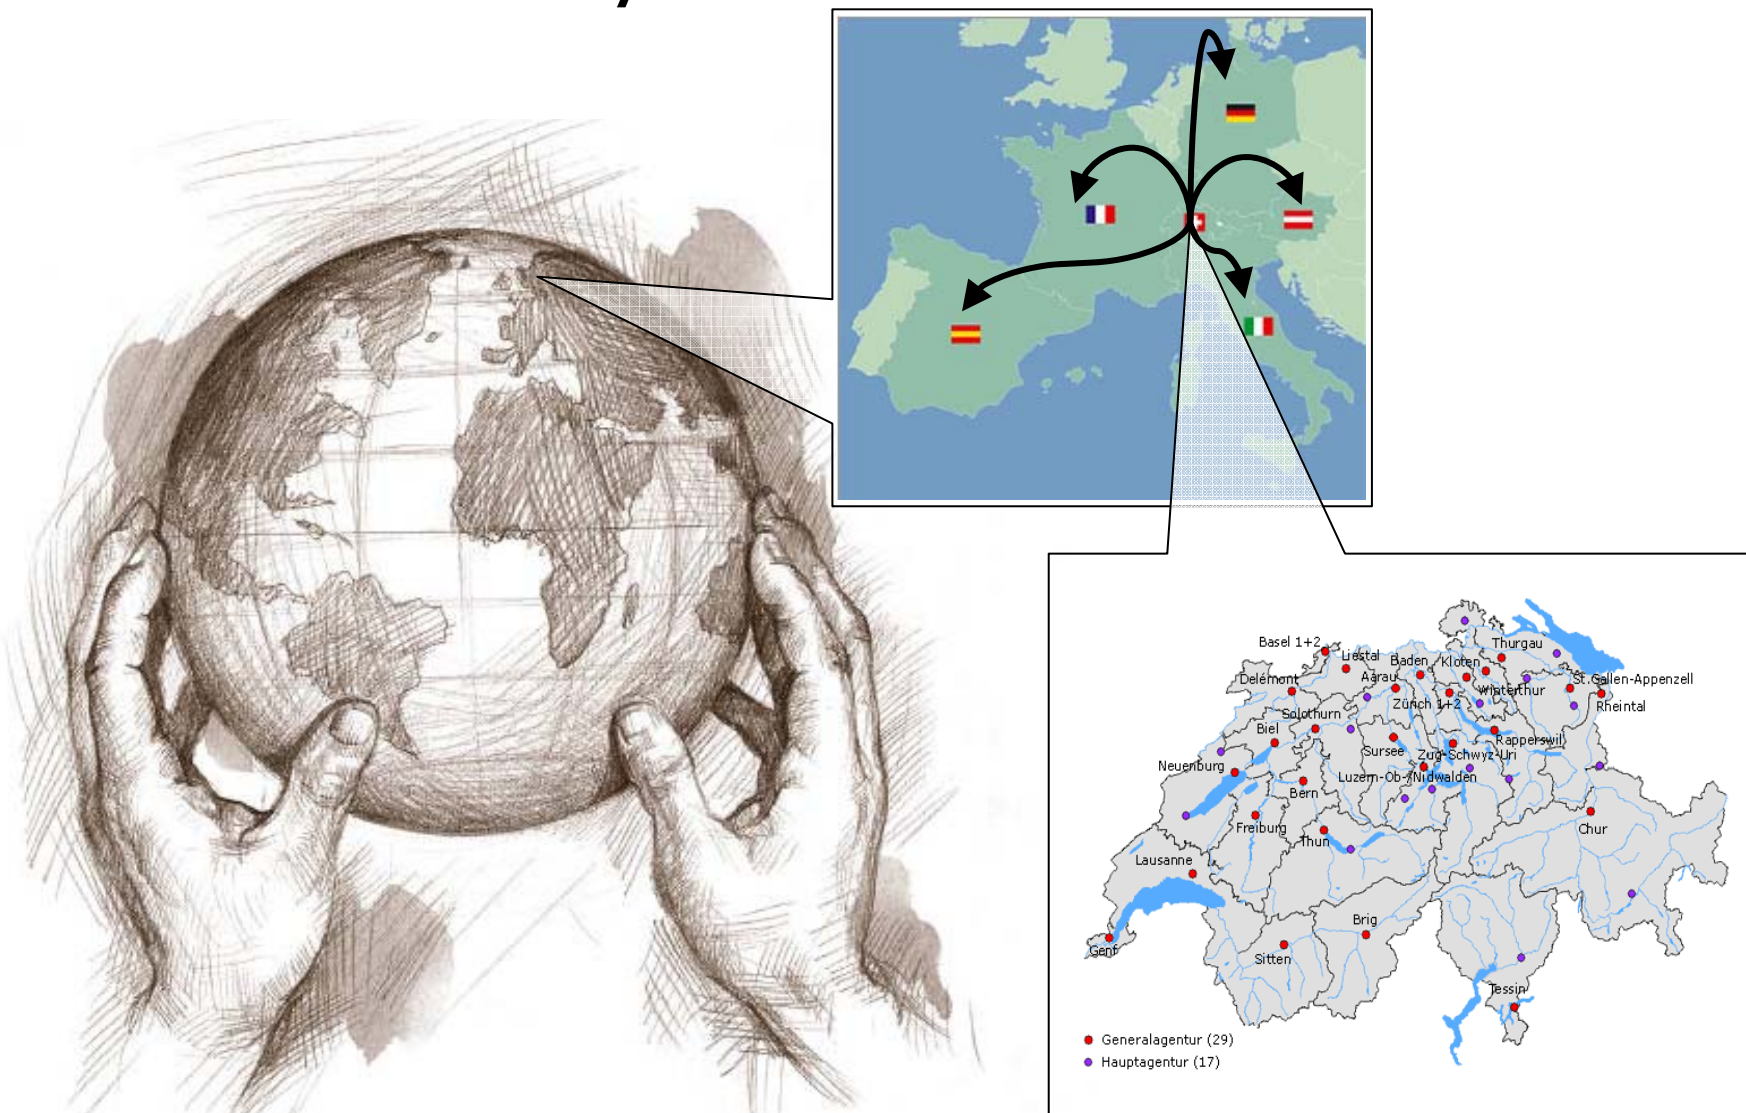 Basel 1+2
Thurgau
Liestal
Baden
Kloten
Delémont
Aarau
Winterthur
St.Gallen-Appenzell
Zürich 1+2
Rheintal
Solothurn
Biel
Sursee
Rapperswil
Zug-Schwyz-Uri
Neuenburg
Luzern-Ob-/Nidwalden
Bern
Freiburg
Thun
Chur
Lausanne
Brig
Genf
Sitten
Tessin
Generalagentur (29)
Hauptagentur (17)